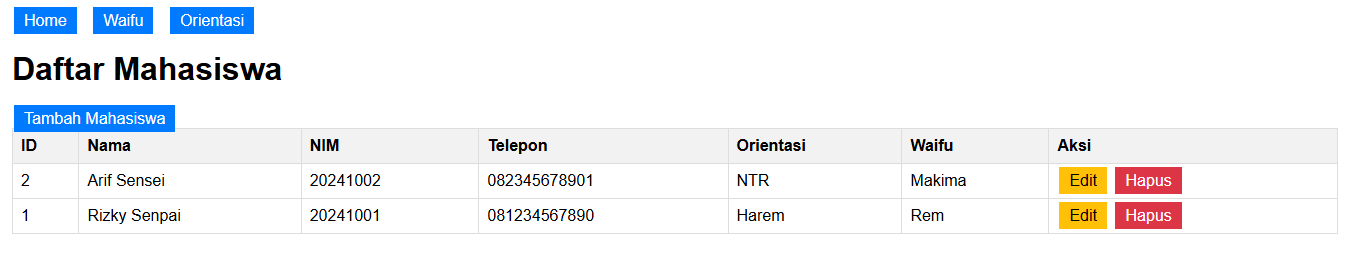 Home Waifu Orientasi
Daftar Mahasiswa
Tambah Mahasiswa
ID Nama NIM Telepon Orientasi Waifu Aksi
2 Arif Sensei 20241002 082345678901 NTR Makima Edit Hapus
1 Rizky Senpai 20241001 081234567890 Harem Rem Edit Hapus